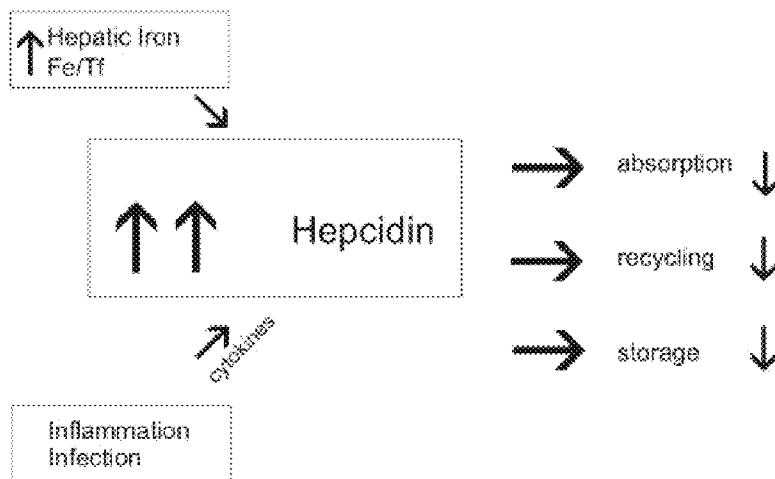 Hepatic Iron
Fe/Tf
Hepcidin
absorption
recycling
storage
cytokines
Inflammation
Infection